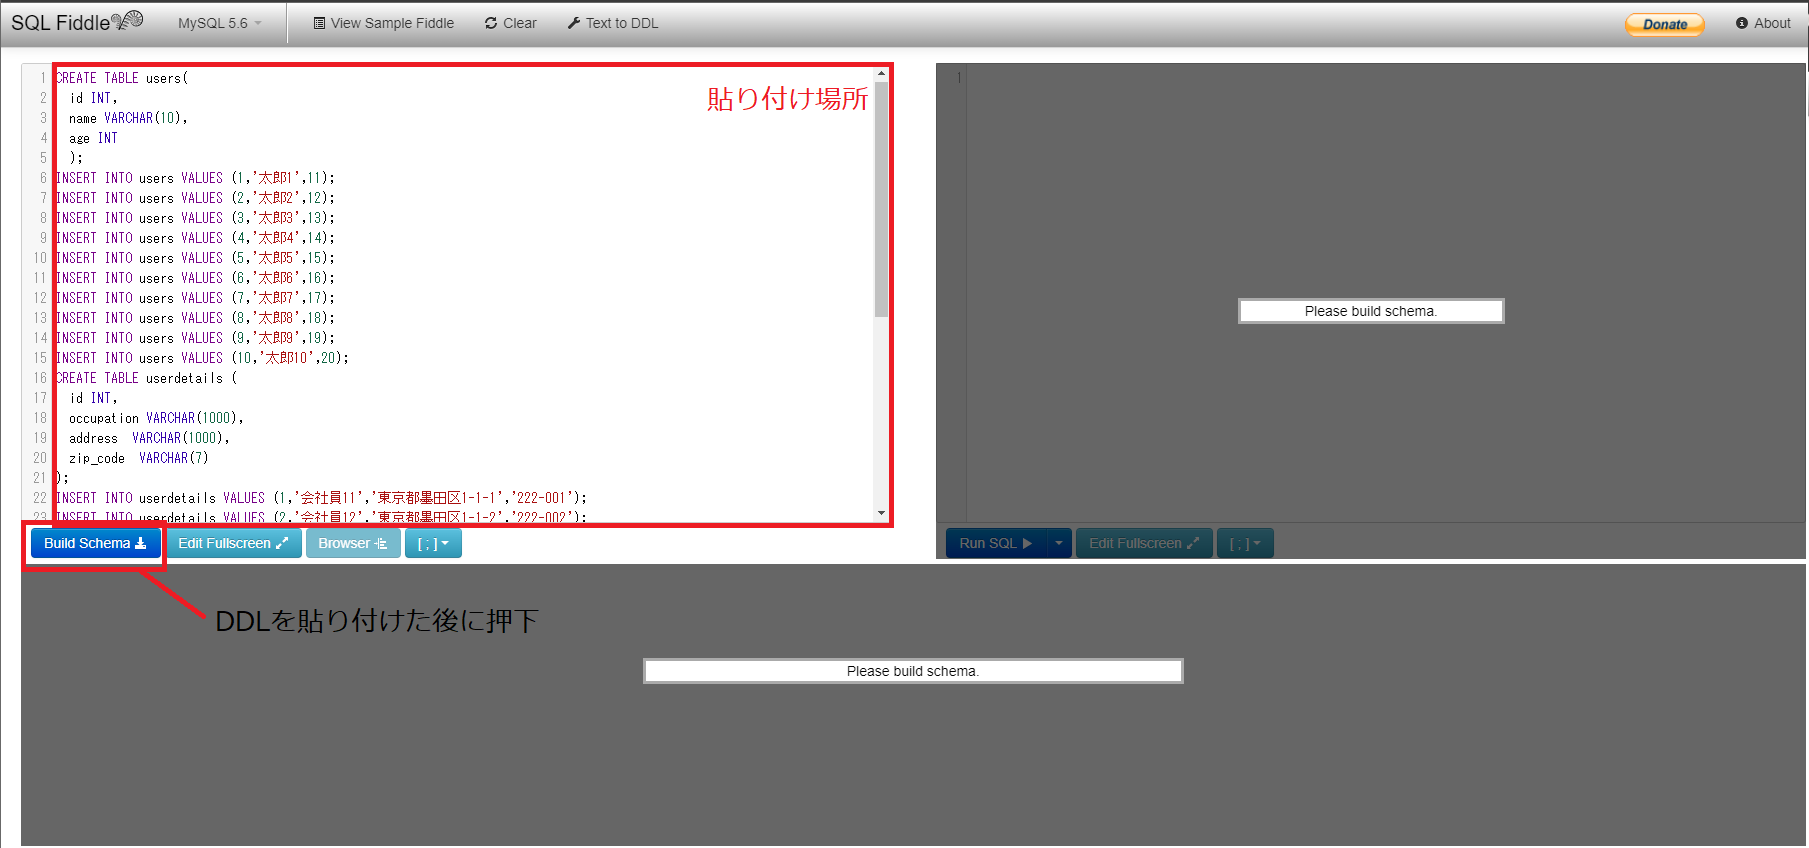 SQL Fiddle MySQL 5.6 View Sample Fiddle Clear Text to DDL Donate About
貼り付け場所
1 CREATE TABLE users(
2 id INT,
3 name VARCHAR(10),
4 age INT
5 );
6 INSERT INTO users VALUES (1,'太郎1',11);
7 INSERT INTO users VALUES (2,'太郎2',12);
8 INSERT INTO users VALUES (3,'太郎3',13);
9 INSERT INTO users VALUES (4,'太郎4',14);
10 INSERT INTO users VALUES (5,'太郎5',15);
11 INSERT INTO users VALUES (6,'太郎6',16);
12 INSERT INTO users VALUES (7,'太郎7',17);
13 INSERT INTO users VALUES (8,'太郎8',18);
14 INSERT INTO users VALUES (9,'太郎9',19);
15 INSERT INTO users VALUES (10,'太郎10',20);
16 CREATE TABLE userdetails (
17 id INT,
18 occupation VARCHAR(1000),
19 address VARCHAR(1000),
20 zip_code VARCHAR(7)
21 );
22 INSERT INTO userdetails VALUES (1,'会社員11','東京都墨田区1-1-1','222-001');
23 INSERT INTO userdetails VALUES (2,'会社員12','東京都墨田区1-1-2','222-002');
Build Schema Edit Fullscreen Browser [ ; ]
1
Please build schema.
Run SQL Edit Fullscreen [ ; ]
DDLを貼り付けた後に押下
Please build schema.